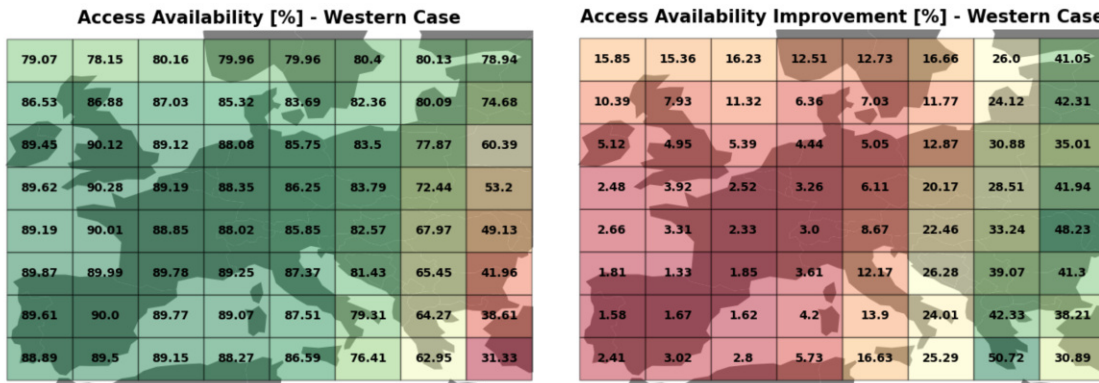 Access Availability [%] - Western Case
79.07 78.15 80.16 79.96 79.96 80.4 80.13 78.94
86.53 86.88 87.03 85.32 83.69 82.36 80.09 74.68
89.45 90.12 89.12 88.08 85.75 83.5 77.87 60.39
89.62 90.28 89.19 88.35 86.25 83.79 72.44 53.2
89.19 90.01 88.85 88.02 85.85 82.57 67.97 49.13
89.87 89.99 89.78 89.25 87.37 81.43 65.45 41.96
89.61 90.0 89.77 89.07 87.51 79.31 64.27 38.61
88.89 89.5 89.15 88.27 86.59 76.41 62.95 31.33
Access Availability Improvement [%] - Western Case
15.85 15.36 16.23 12.51 12.73 16.66 26.0 41.05
10.39 7.93 11.32 6.36 7.03 11.77 24.12 42.31
5.12 4.95 5.39 4.44 5.05 12.87 30.88 35.01
2.48 3.92 2.52 3.26 6.11 20.17 28.51 41.94
2.66 3.31 2.33 3.0 8.67 22.46 33.24 48.23
1.81 1.33 1.85 3.61 12.17 26.28 39.07 41.3
1.58 1.67 1.62 4.2 13.9 24.01 42.33 38.21
2.41 3.02 2.8 5.73 16.63 25.29 50.72 30.89